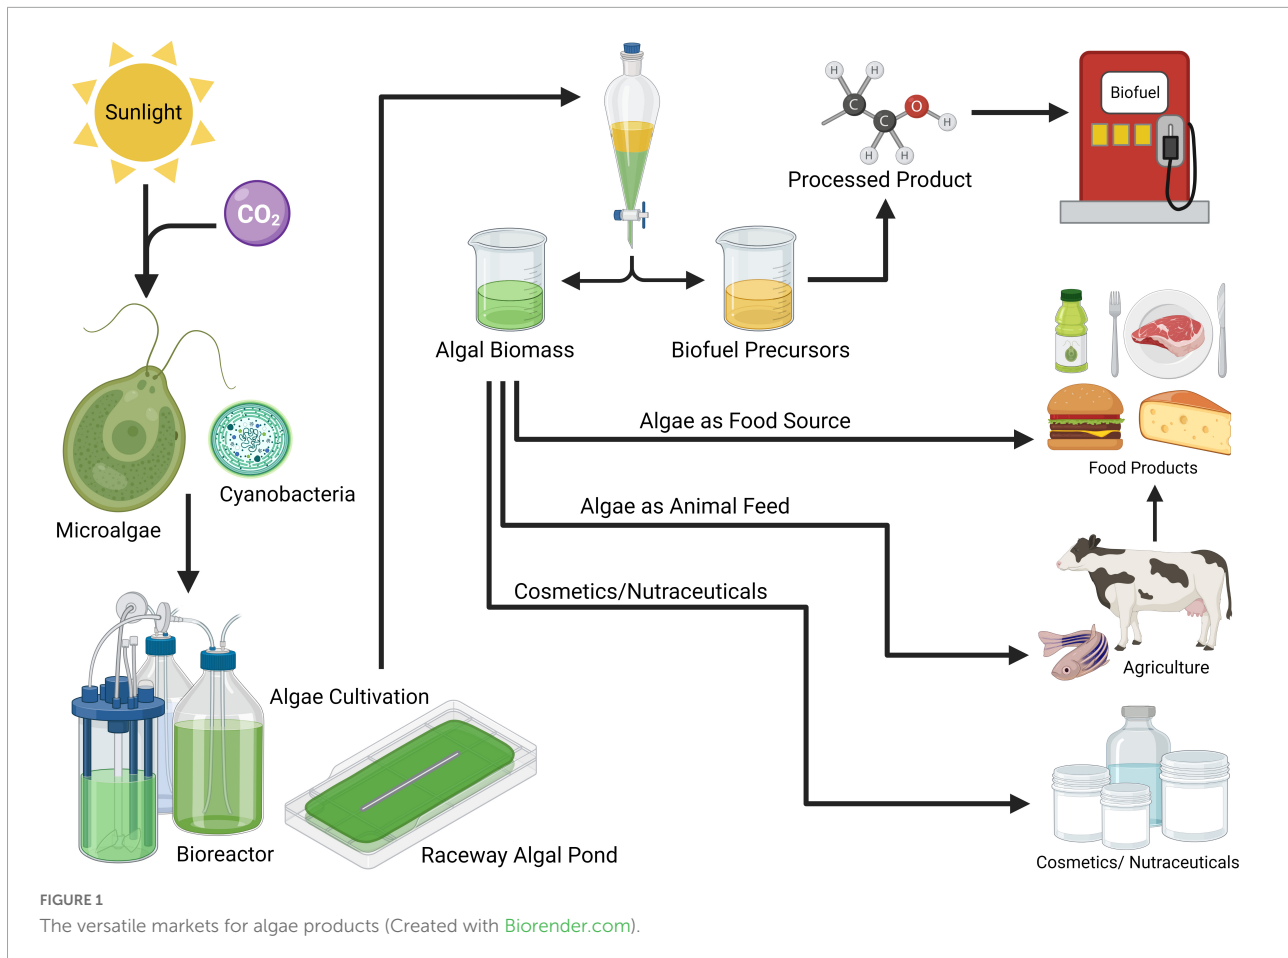 Sunlight
CO2
Microalgae
Cyanobacteria
Algae Cultivation
Bioreactor
Raceway Algal Pond
Algal Biomass
Biofuel Precursors
H H
C C O H
H H
Processed Product
Biofuel
Algae as Food Source
Food Products
Algae as Animal Feed
Agriculture
Cosmetics/Nutraceuticals
Cosmetics/ Nutraceuticals
FIGURE 1
The versatile markets for algae products (Created with Biorender.com).